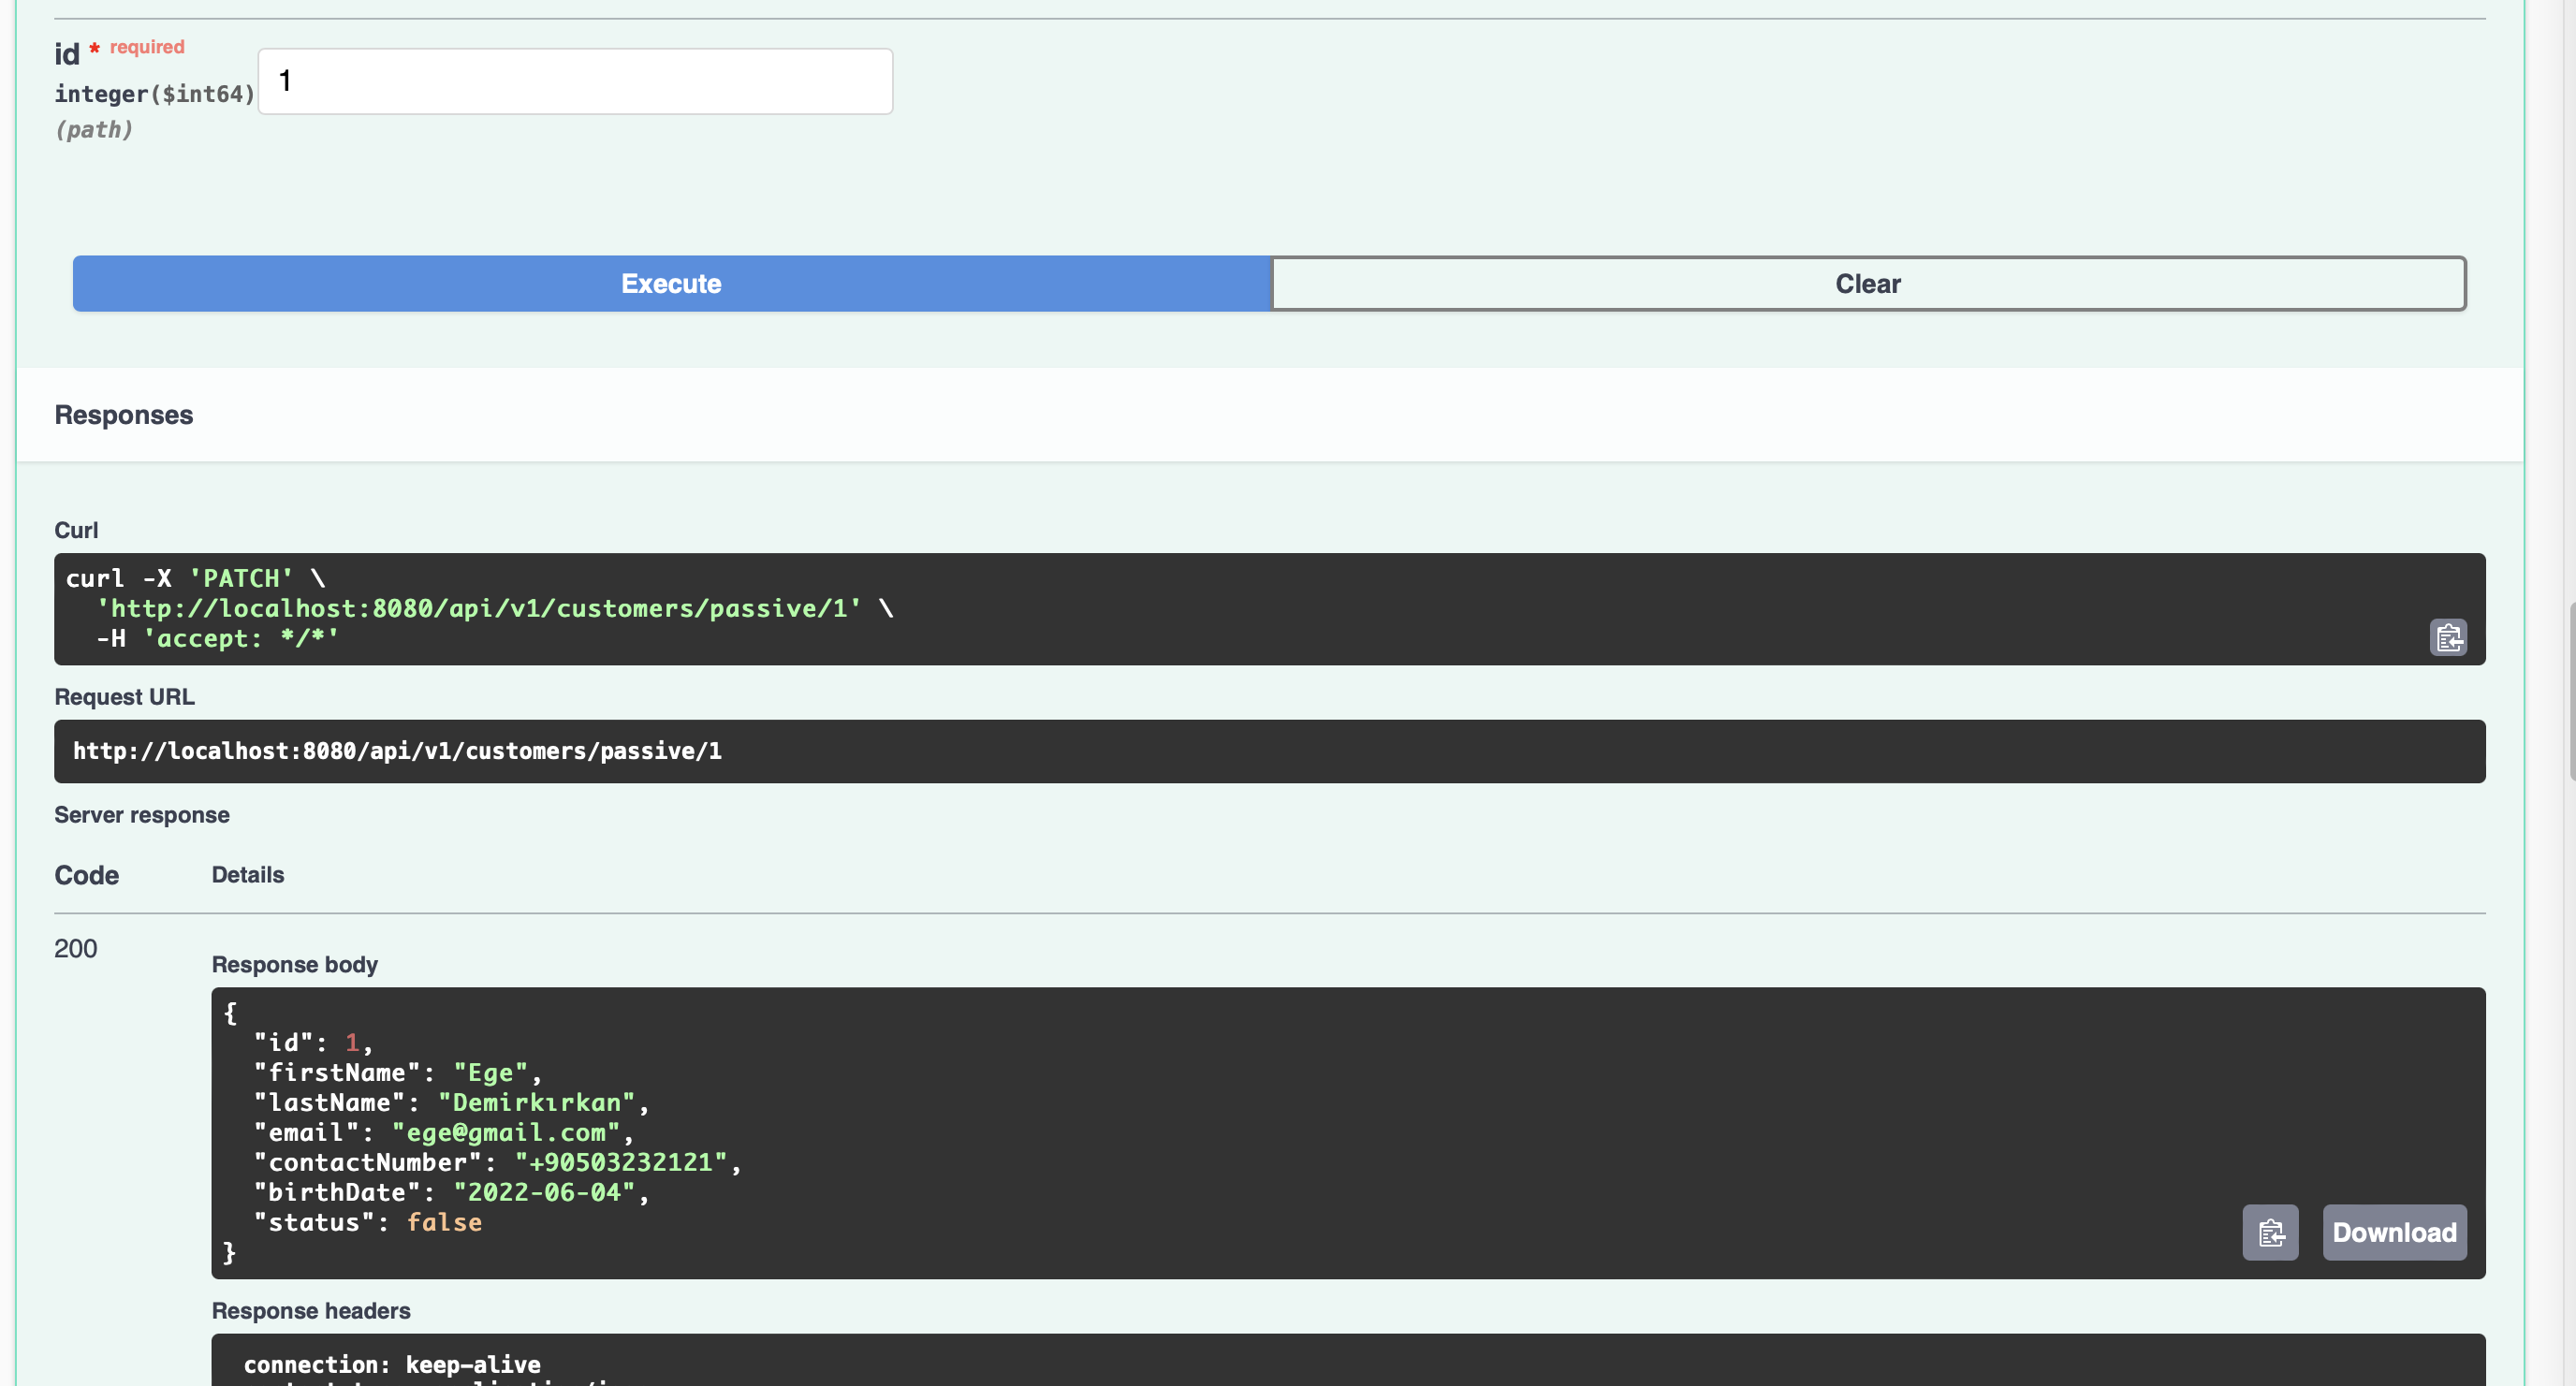 id * required
integer($int64)
(path)
1
Execute
Clear
Responses
Curl
curl -X 'PATCH' \
  'http://localhost:8080/api/v1/customers/passive/1' \
  -H 'accept: */*'
Request URL
http://localhost:8080/api/v1/customers/passive/1
Server response
Code Details
200
Response body
{
  "id": 1,
  "firstName": "Ege",
  "lastName": "Demirkırkan",
  "email": "ege@gmail.com",
  "contactNumber": "+90503232121",
  "birthDate": "2022-06-04",
  "status": false
}
Download
Response headers
connection: keep-alive